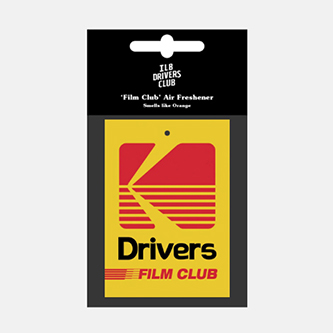 ILB
DRIVERS
CLUB
'Film Club' Air Freshener
Smells like Orange
Drivers
FILM CLUB